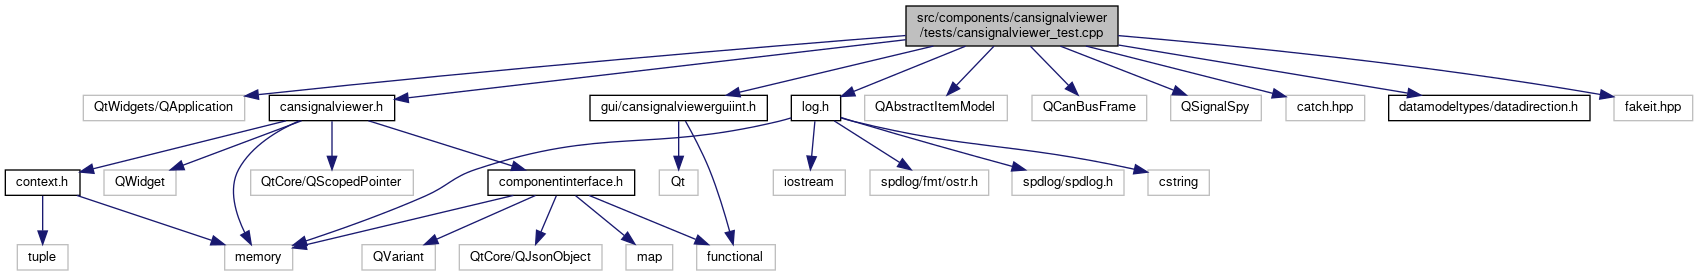 src/components/cansignalviewer
/tests/cansignalviewer_test.cpp
QtWidgets/QApplication
cansignalviewer.h
gui/cansignalviewerguiint.h
log.h
QAbstractItemModel
QCanBusFrame
QSignalSpy
catch.hpp
datamodeltypes/datadirection.h
fakeit.hpp
context.h
QWidget
QtCore/QScopedPointer
componentinterface.h
Qt
iostream
spdlog/fmt/ostr.h
spdlog/spdlog.h
cstring
tuple
memory
QVariant
QtCore/QJsonObject
map
functional